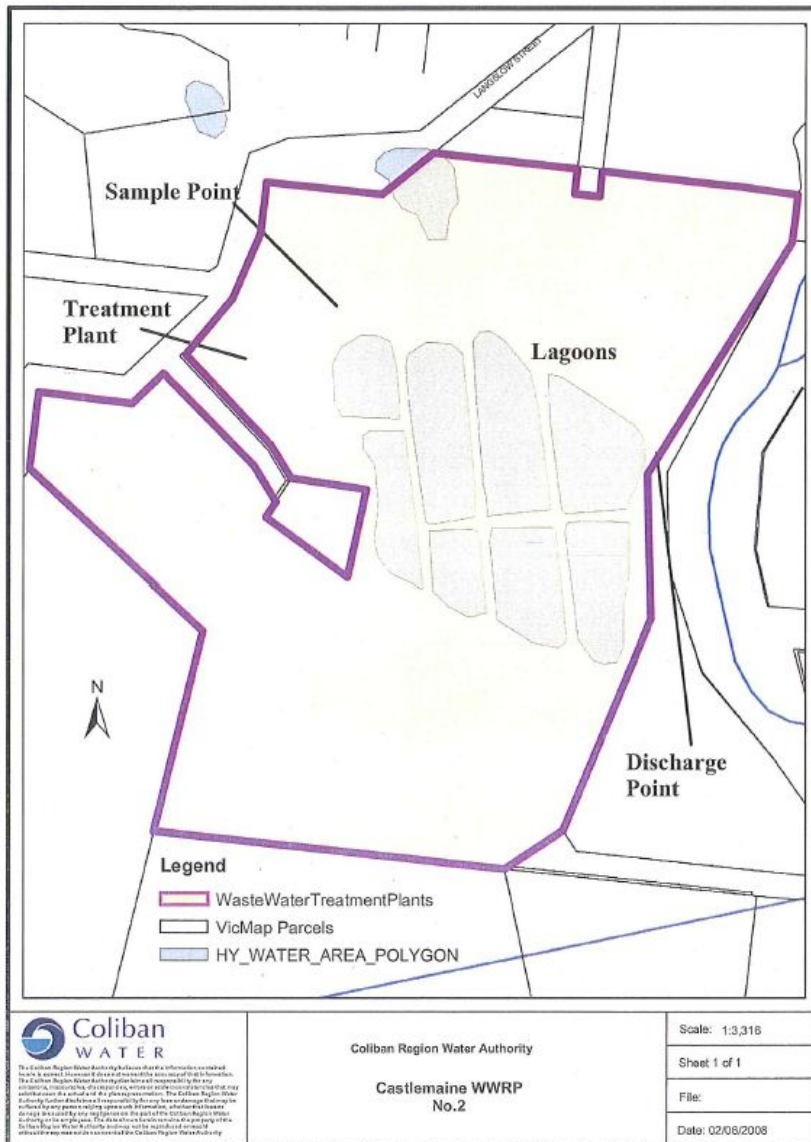 LANGSLOW STREET
Sample Point
Treatment
Plant
Lagoons
N
Discharge
Point
Legend
WasteWaterTreatmentPlants
VicMap Parcels
HY_WATER_AREA_POLYGON
Coliban
WATER
Coliban Region Water Authority
Castlemaine WWRP
No.2
Scale: 1:3,316
Sheet 1 of 1
File:
Date: 02/06/2008